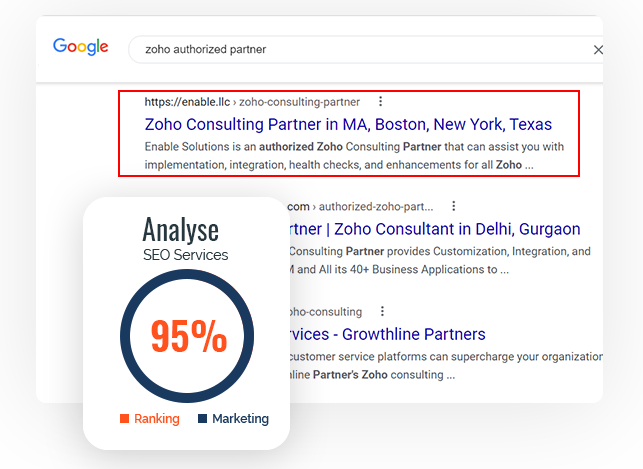 Google
zoho authorized partner
https://enable.llc › zoho-consulting-partner
Zoho Consulting Partner in MA, Boston, New York, Texas
Enable Solutions is an authorized Zoho Consulting Partner that can assist you with
implementation, integration, health checks, and enhancements for all Zoho ...
com › authorized-zoho-part...
| Zoho Consultant in Delhi, Gurgaon
Consulting Partner provides Customization, Integration, and
and All its 40+ Business Applications to ...
-consulting
- Growthline Partners
customer service platforms can supercharge your organization
Partner's Zoho consulting ...
Analyse
SEO Services
95%
Ranking
Marketing